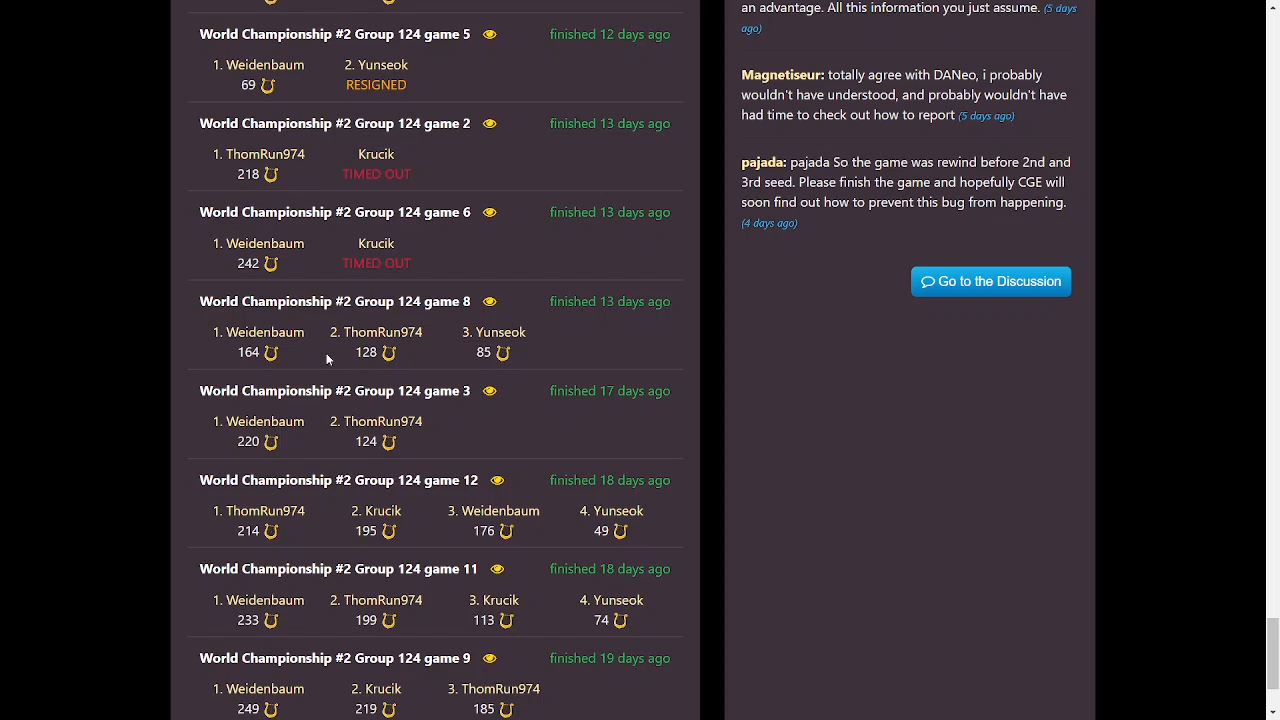 World Championship #2 Group 124 game 5 finished 12 days ago
1. Weidenbaum 2. Yunseok
69 RESIGNED
World Championship #2 Group 124 game 2 finished 13 days ago
1. ThomRun974 Krucik
218 TIMED OUT
World Championship #2 Group 124 game 6 finished 13 days ago
1. Weidenbaum Krucik
242 TIMED OUT
World Championship #2 Group 124 game 8 finished 13 days ago
1. Weidenbaum 2. ThomRun974 3. Yunseok
164 128 85
World Championship #2 Group 124 game 3 finished 17 days ago
1. Weidenbaum 2. ThomRun974
220 124
World Championship #2 Group 124 game 12 finished 18 days ago
1. ThomRun974 2. Krucik 3. Weidenbaum 4. Yunseok
214 195 176 49
World Championship #2 Group 124 game 11 finished 18 days ago
1. Weidenbaum 2. ThomRun974 3. Krucik 4. Yunseok
233 199 113 74
World Championship #2 Group 124 game 9 finished 19 days ago
1. Weidenbaum 2. Krucik 3. ThomRun974
249 219 185
an advantage. All this information you just assume. (5 days
ago)
Magnetiseur: totally agree with DANeo, i probably
wouldn't have understood, and probably wouldn't have
had time to check out how to report (5 days ago)
pajada: pajada So the game was rewind before 2nd and
3rd seed. Please finish the game and hopefully CGE will
soon find out how to prevent this bug from happening.
(4 days ago)
Go to the Discussion